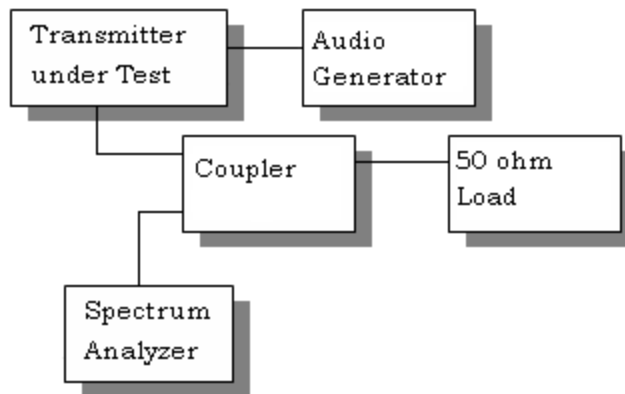 Transmitter
under Test
Audio
Generator
Coupler
50 ohm
Load
Spectrum
Analyzer